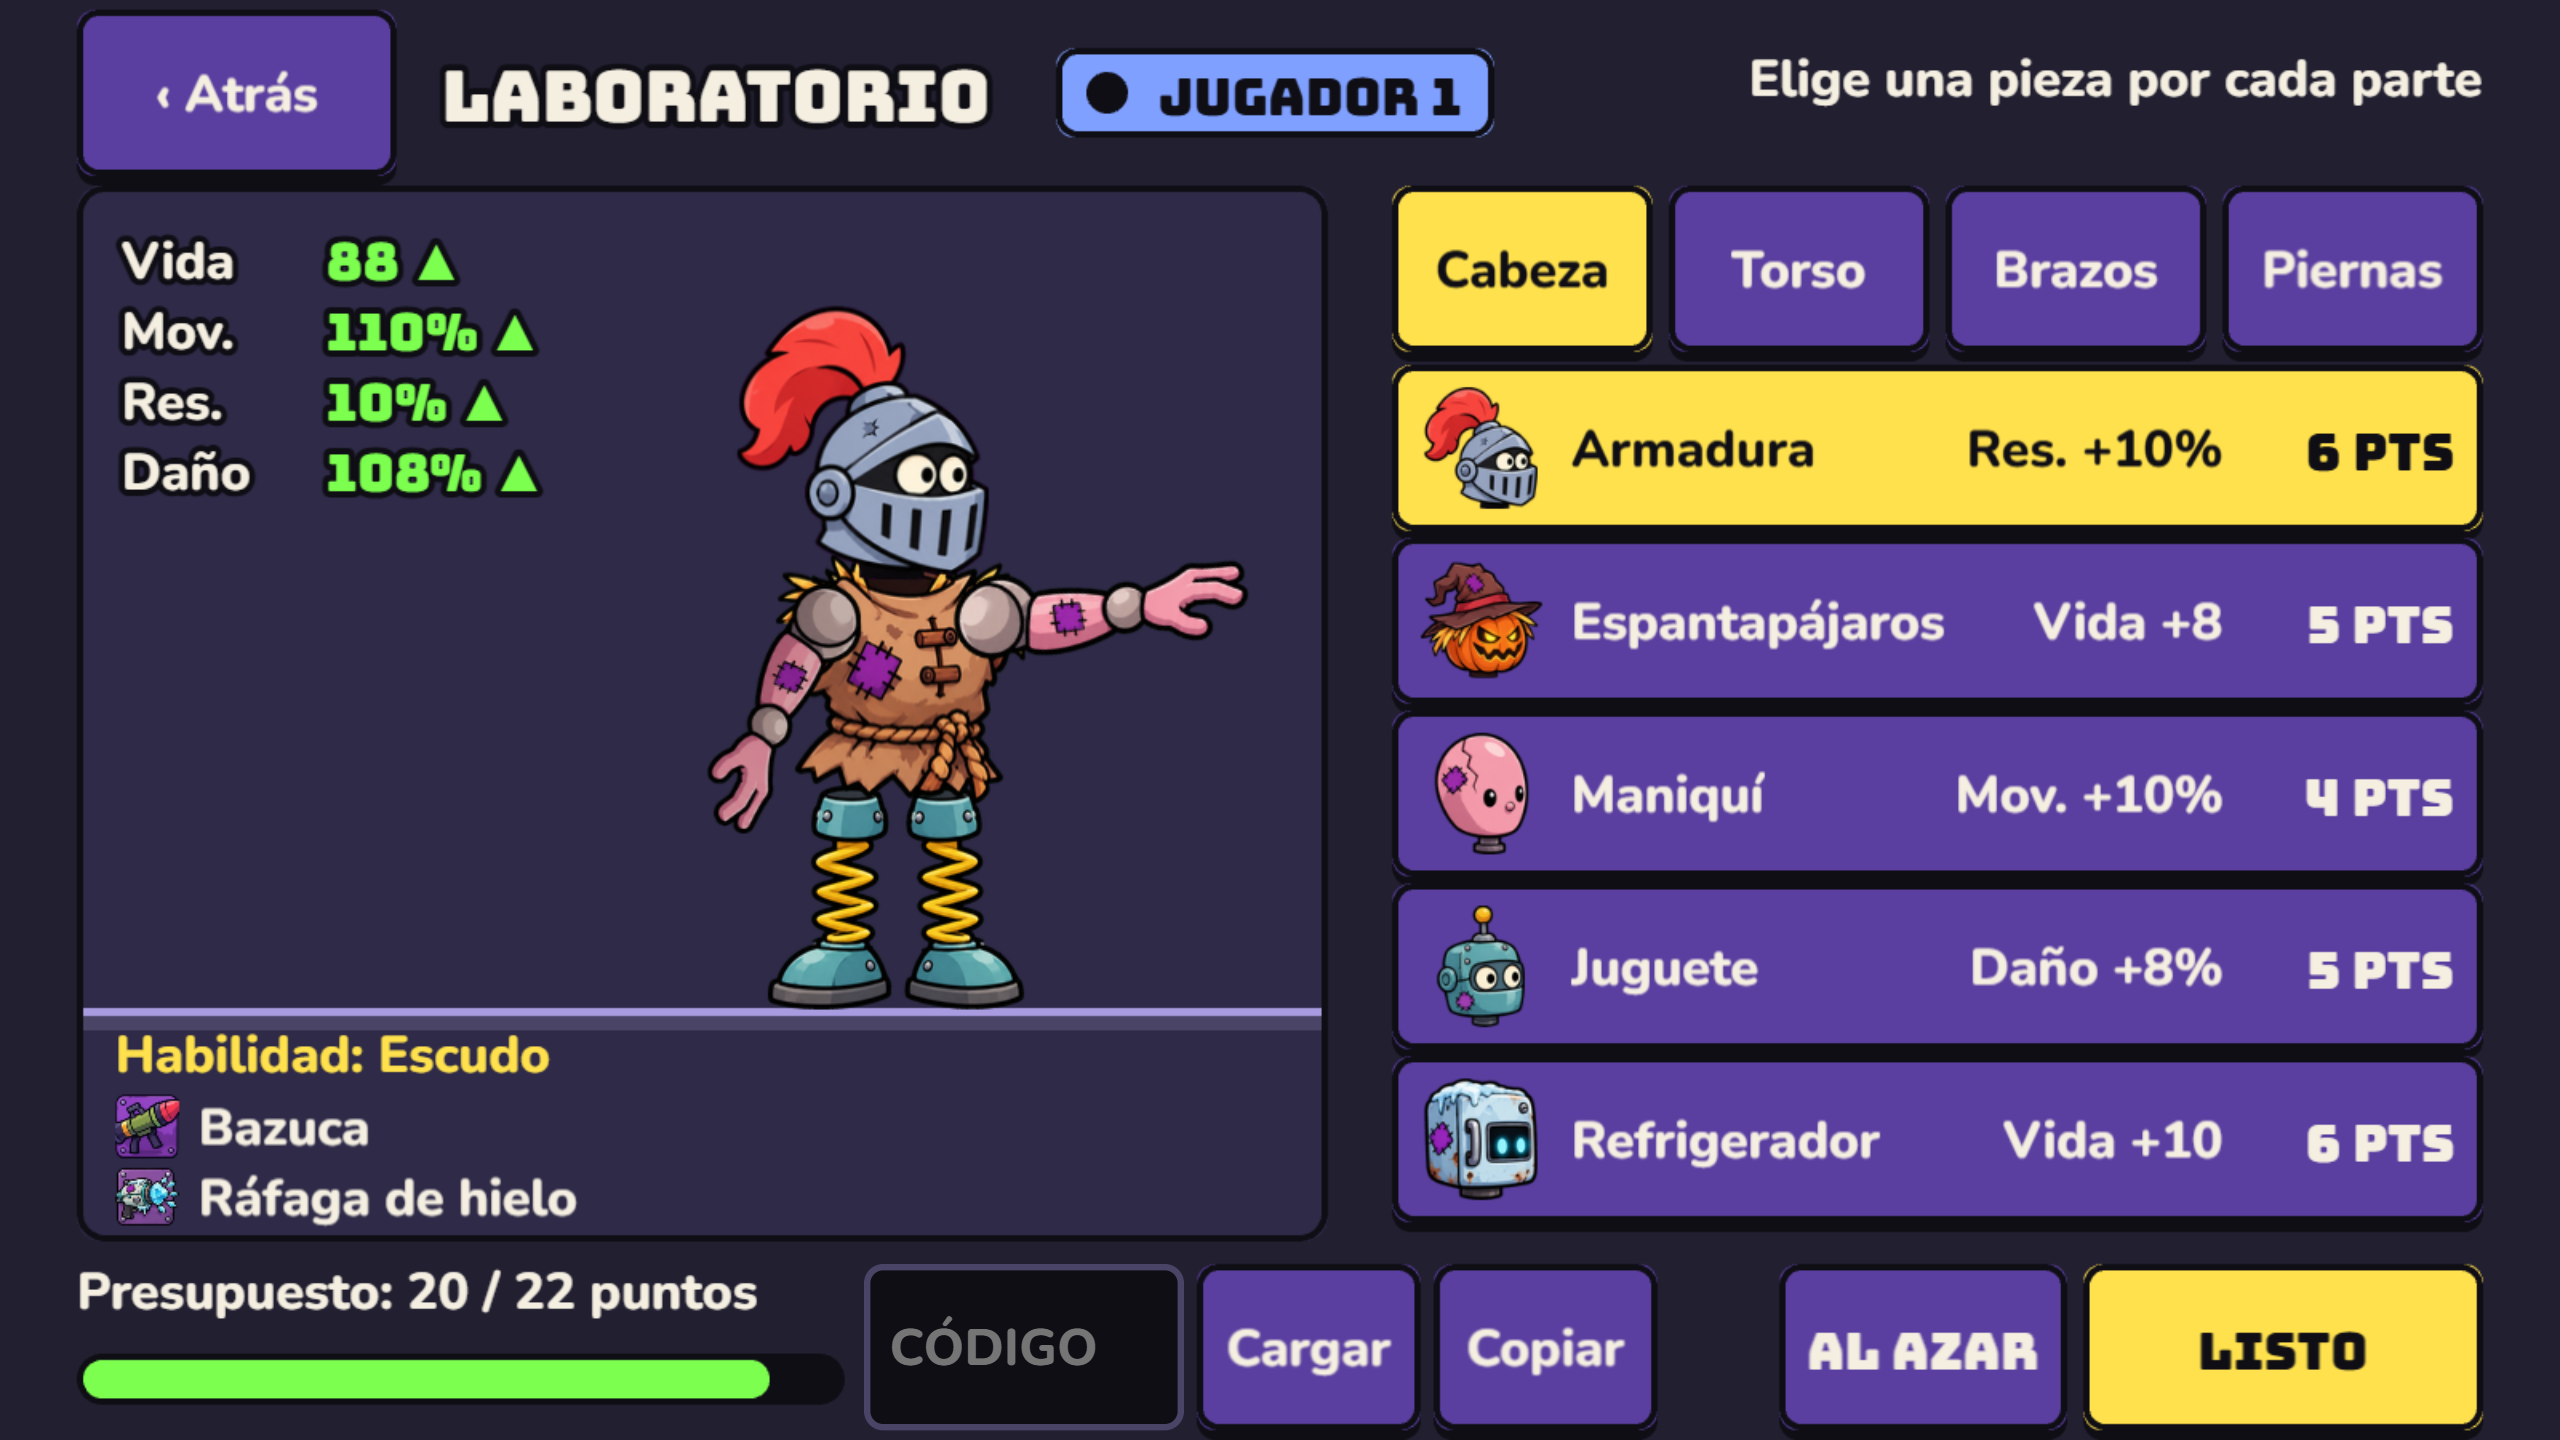 ‹ Atrás
LABORATORIO
JUGADOR 1
Elige una pieza por cada parte
Vida 88 ▲
Mov. 110% ▲
Res. 10% ▲
Daño 108% ▲
Habilidad: Escudo
Bazuca
Ráfaga de hielo
Cabeza
Torso
Brazos
Piernas
Armadura Res. +10% 6 PTS
Espantapájaros Vida +8 5 PTS
Maniquí Mov. +10% 4 PTS
Juguete Daño +8% 5 PTS
Refrigerador Vida +10 6 PTS
Presupuesto: 20 / 22 puntos
CÓDIGO
Cargar
Copiar
AL AZAR
LISTO